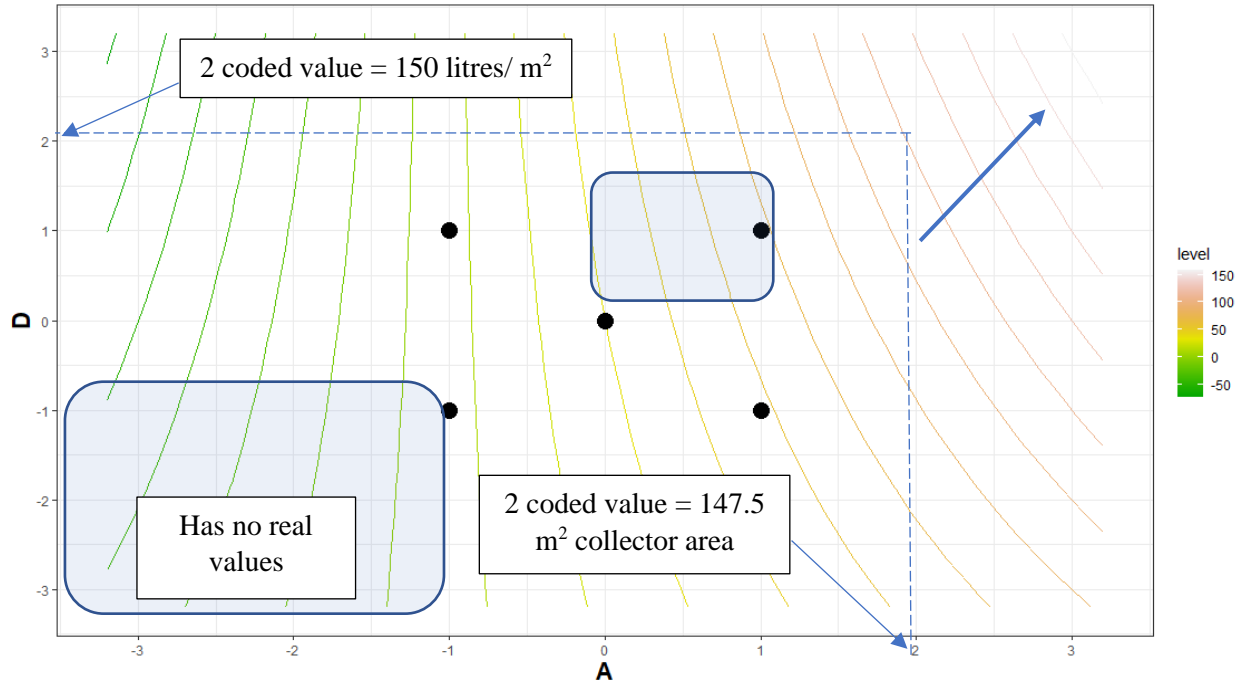 3
2 coded value = 150 litres/ m²
2
1
0
-1
-2
-3
D
Has no real
values
2 coded value = 147.5
m² collector area
-3
-2
-1
0
1
2
3
A
level
150
100
50
0
-50